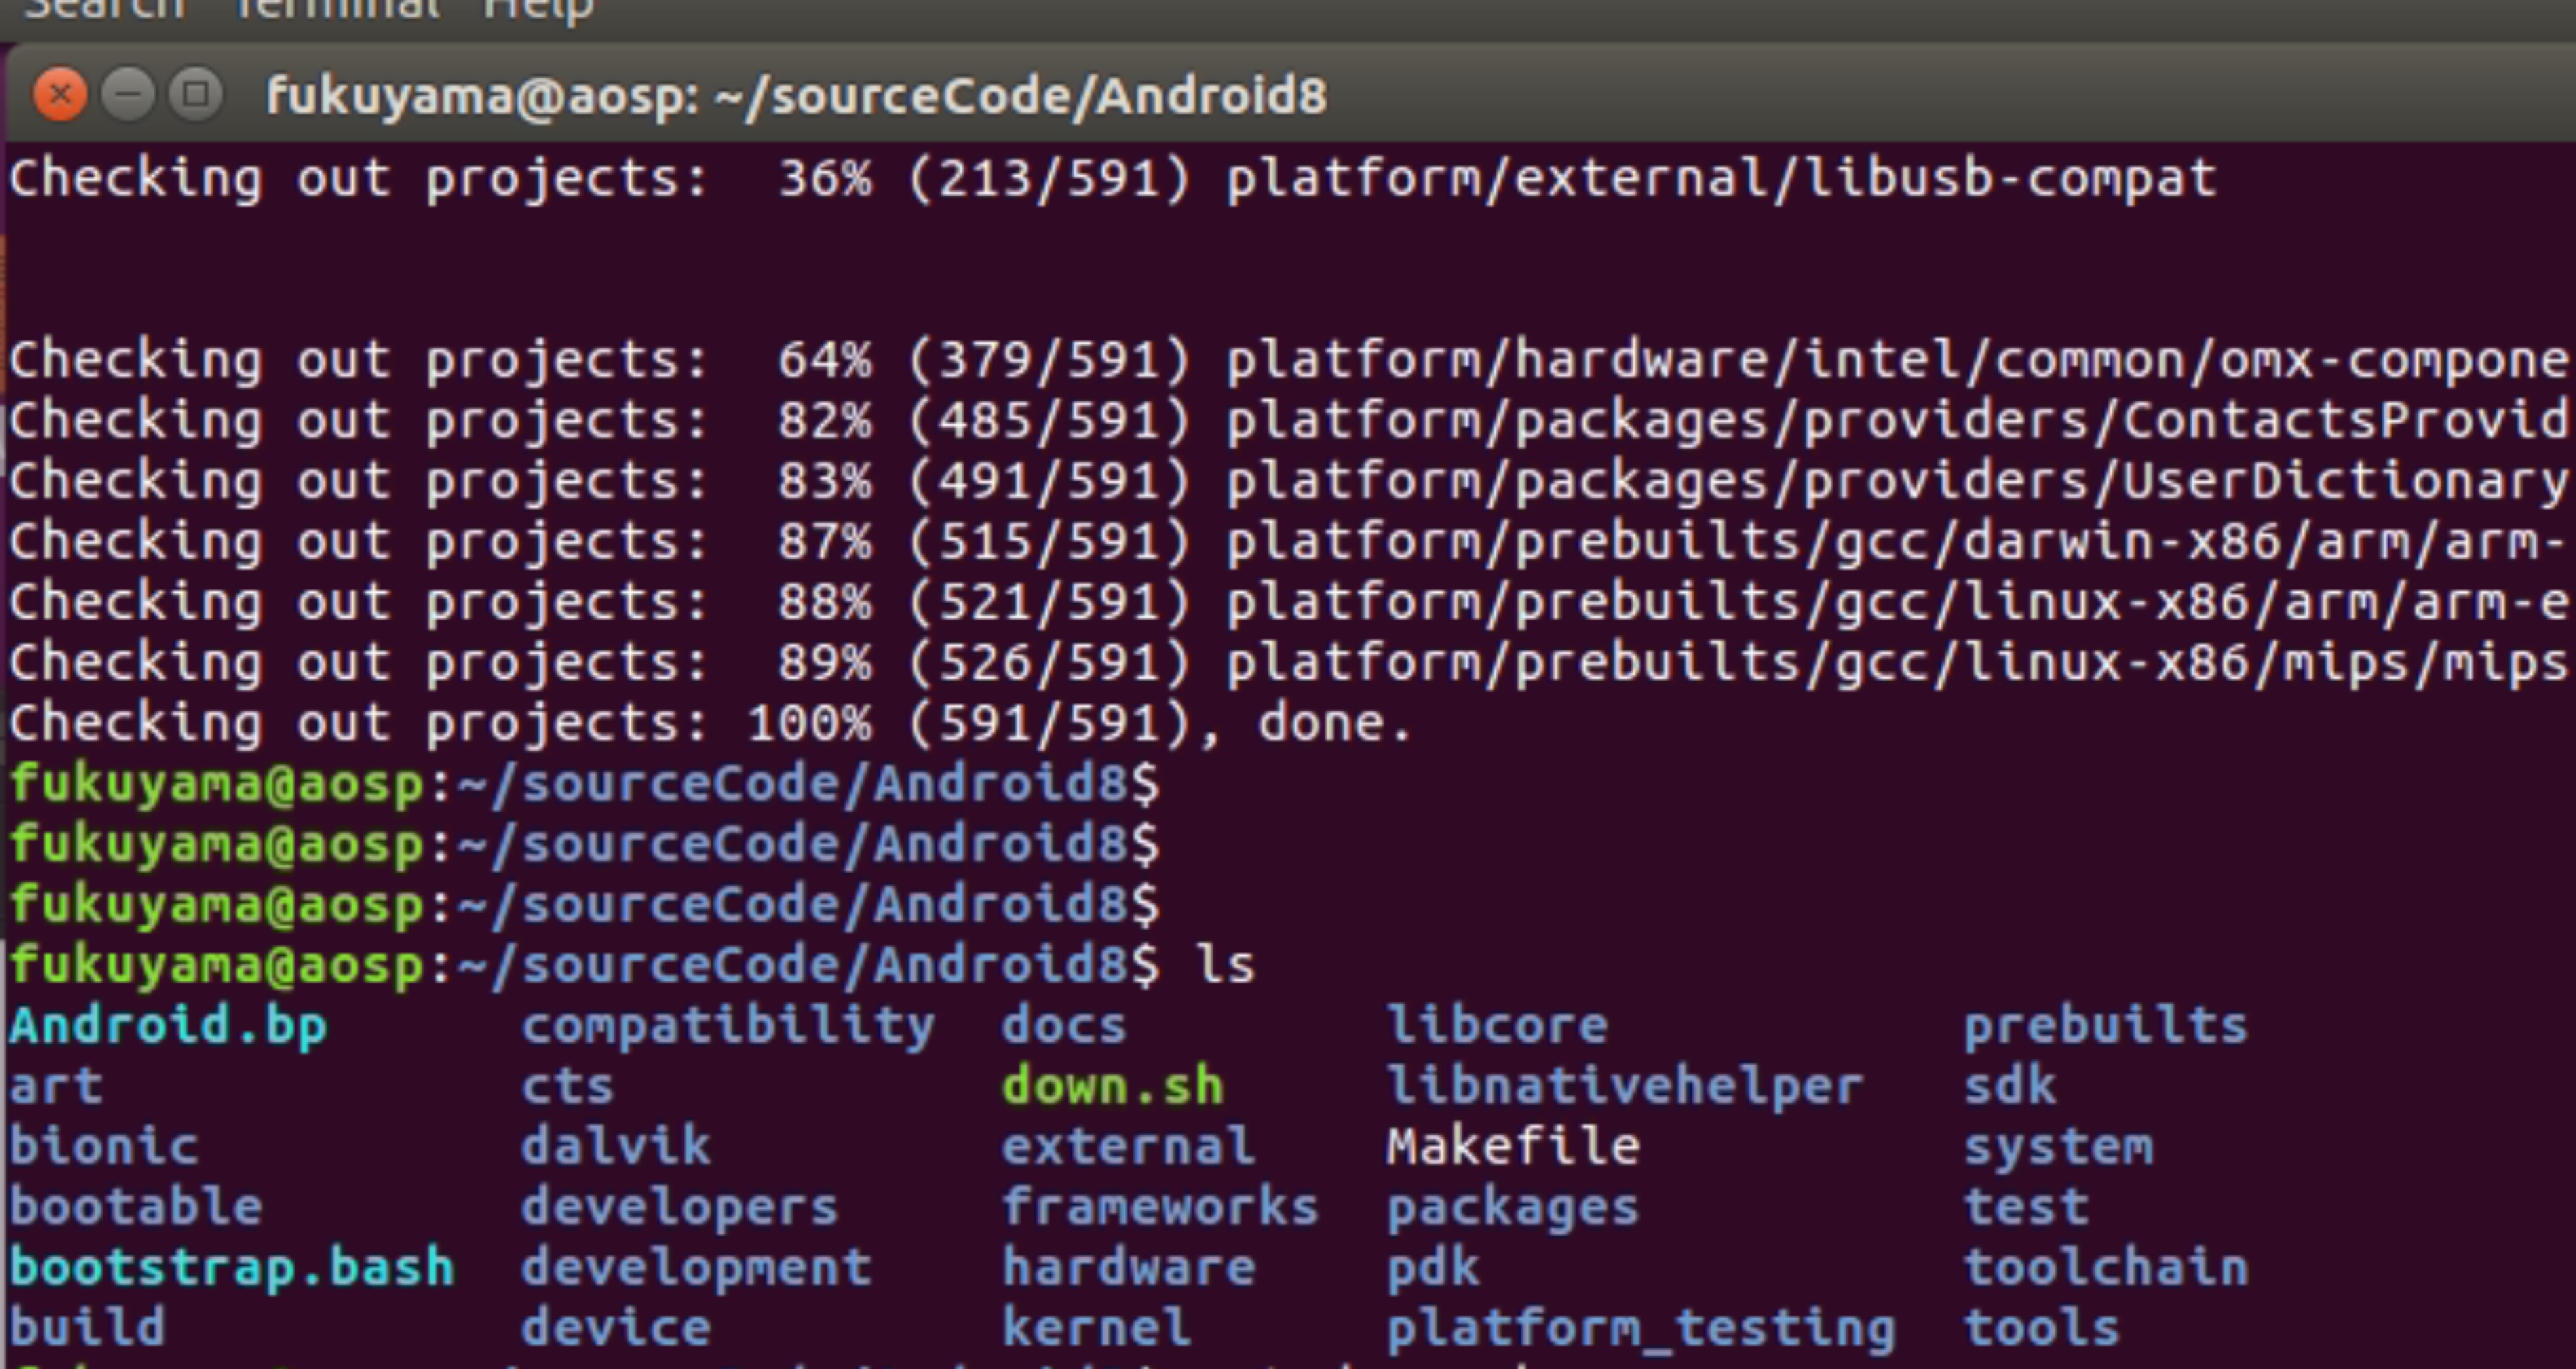 Search Terminal Help
fukuyama@aosp: ~/sourceCode/Android8
Checking out projects:  36% (213/591) platform/external/libusb-compat
Checking out projects:  64% (379/591) platform/hardware/intel/common/omx-compone
Checking out projects:  82% (485/591) platform/packages/providers/ContactsProvid
Checking out projects:  83% (491/591) platform/packages/providers/UserDictionary
Checking out projects:  87% (515/591) platform/prebuilts/gcc/darwin-x86/arm/arm-
Checking out projects:  88% (521/591) platform/prebuilts/gcc/linux-x86/arm/arm-e
Checking out projects:  89% (526/591) platform/prebuilts/gcc/linux-x86/mips/mips
Checking out projects: 100% (591/591), done.
fukuyama@aosp:~/sourceCode/Android8$
fukuyama@aosp:~/sourceCode/Android8$
fukuyama@aosp:~/sourceCode/Android8$
fukuyama@aosp:~/sourceCode/Android8$ ls
Android.bp compatibility docs libcore prebuilts
art cts down.sh libnativehelper sdk
bionic dalvik external Makefile system
bootable developers frameworks packages test
bootstrap.bash development hardware pdk toolchain
build device kernel platform_testing tools